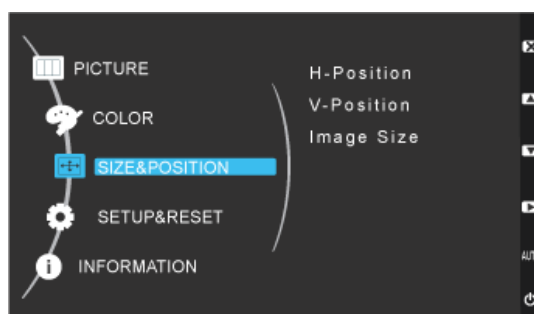 PICTURE
COLOR
SIZE&POSITION
SETUP&RESET
INFORMATION
H-Position
V-Position
Image Size